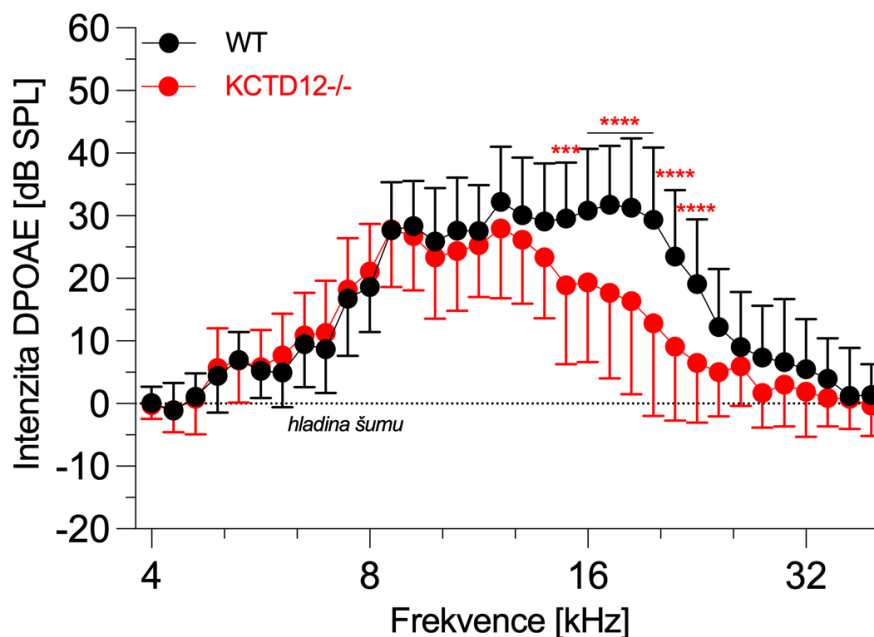 60
50
40
30
20
10
0
-10
-20
Intenzita DPOAE [dB SPL]
WT
KCTD12-/-
***
****
****
****
hladina šumu
4 8 16 32
Frekvence [kHz]